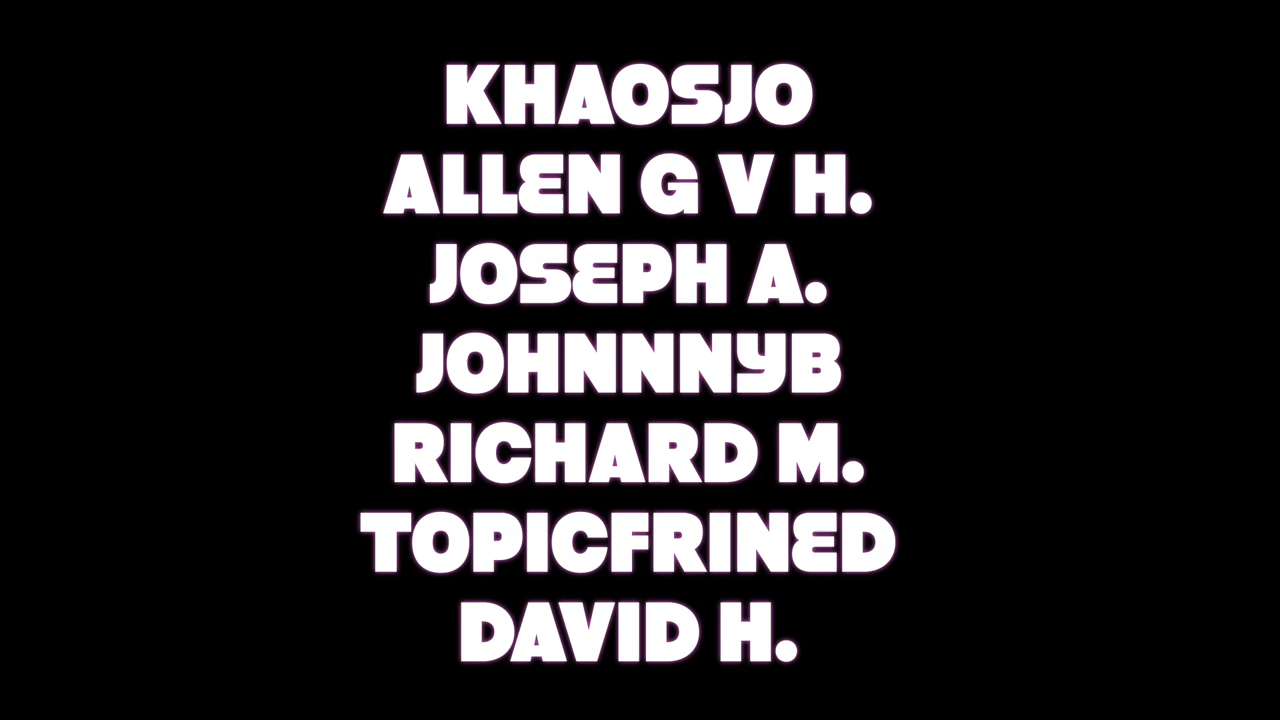 KHAOSJO
ALLEN G V H.
JOSEPH A.
JOHNNNYB
RICHARD M.
TOPICFRINED
DAVID H.